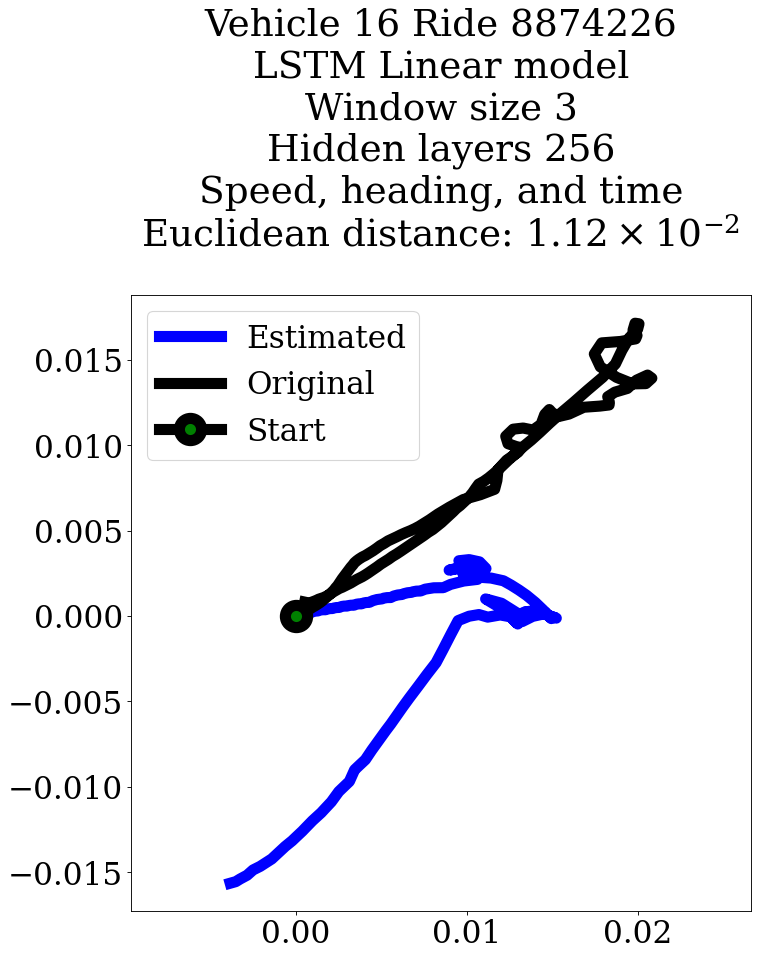 Vehicle 16 Ride 8874226
LSTM Linear model
Window size 3
Hidden layers 256
Speed, heading, and time
Euclidean distance: 1.12 × 10⁻²
Estimated
Original
Start
0.015
0.010
0.005
0.000
−0.005
−0.010
−0.015
0.00 0.01 0.02